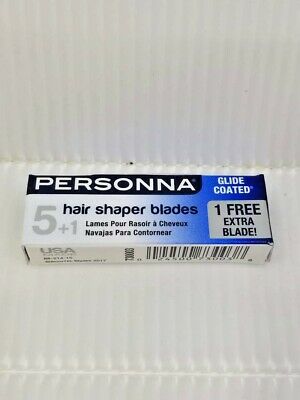 PERSONNA®
GLIDE
COATED®
5+1
hair shaper blades
Lames Pour Rasoir à Cheveux
Navajas Para Contornear
1 FREE
EXTRA
BLADE!
USA